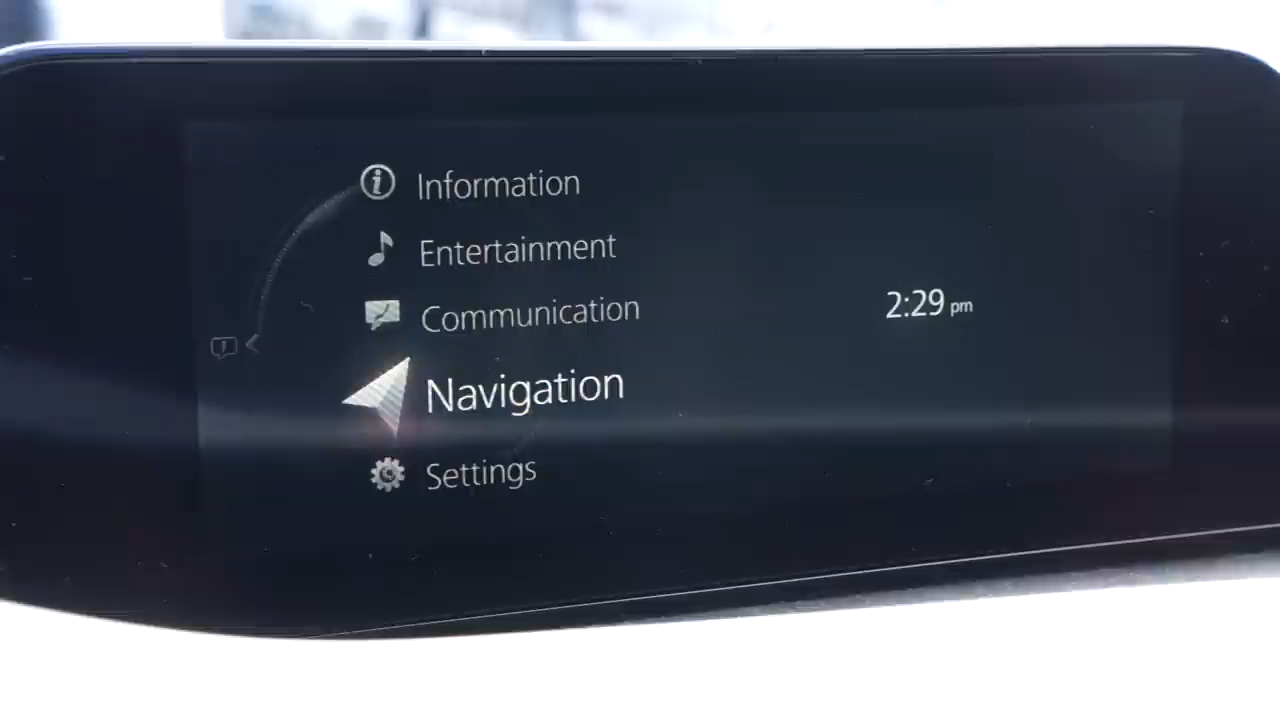 Information
Entertainment
Communication
2:29 pm
Navigation
Settings